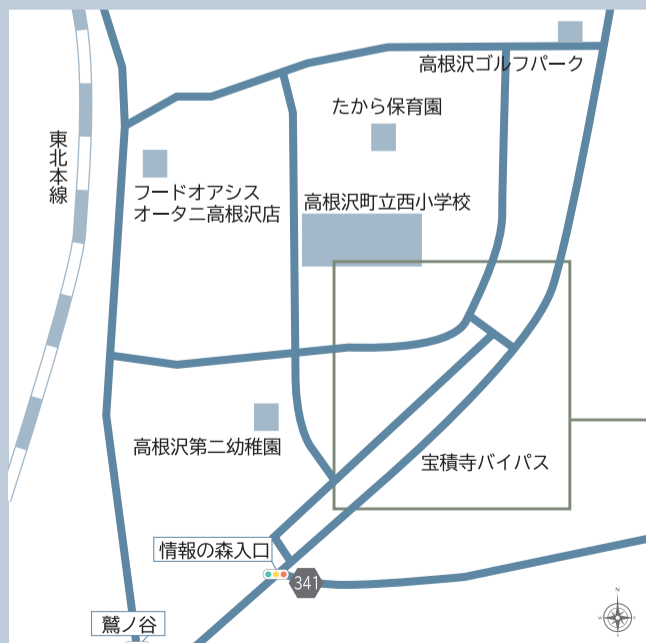 高根沢ゴルフパーク
たから保育園
東北本線
フードオアシス
オータニ高根沢店
高根沢町立西小学校
高根沢第二幼稚園
宝積寺バイパス
情報の森入口
341
鷲ノ谷
N